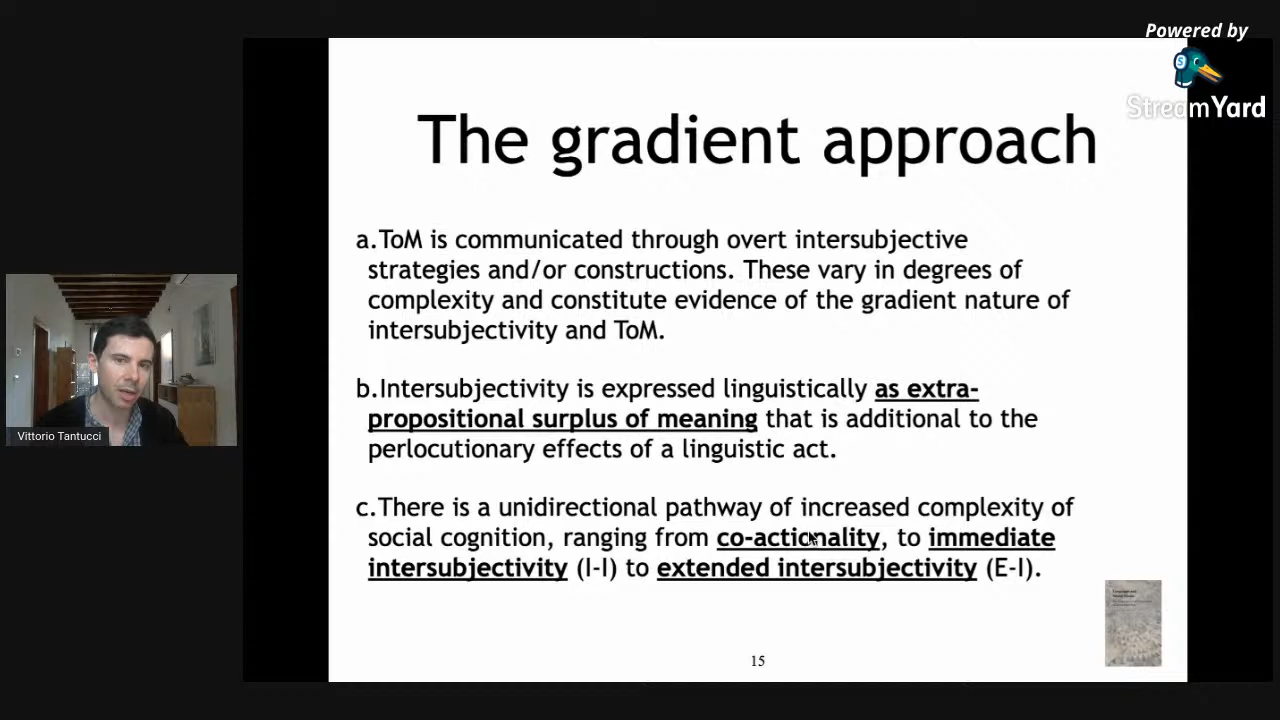 Powered by
StreamYard
The gradient approach
a.ToM is communicated through overt intersubjective
strategies and/or constructions. These vary in degrees of
complexity and constitute evidence of the gradient nature of
intersubjectivity and ToM.
b.Intersubjectivity is expressed linguistically as extra-
propositional surplus of meaning that is additional to the
perlocutionary effects of a linguistic act.
c.There is a unidirectional pathway of increased complexity of
social cognition, ranging from co-actionality, to immediate
intersubjectivity (I-I) to extended intersubjectivity (E-I).
Vittorio Tantucci
15